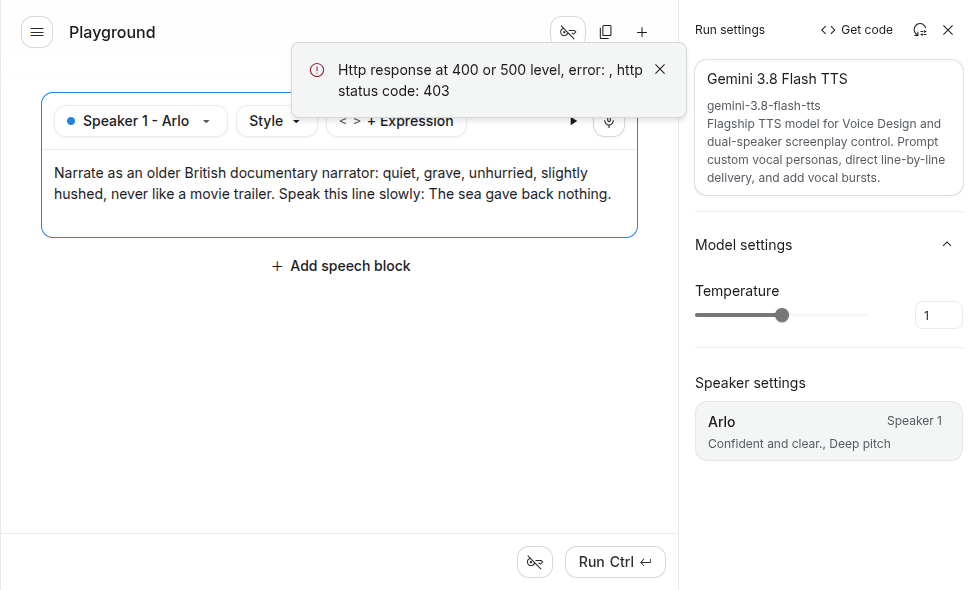 Playground
Http response at 400 or 500 level, error: , http
status code: 403
Speaker 1 - Arlo
Style
< > + Expression
Narrate as an older British documentary narrator: quiet, grave, unhurried, slightly
hushed, never like a movie trailer. Speak this line slowly: The sea gave back nothing.
+ Add speech block
Run Ctrl ↵
Run settings
<> Get code
Gemini 3.8 Flash TTS
gemini-3.8-flash-tts
Flagship TTS model for Voice Design and
dual-speaker screenplay control. Prompt
custom vocal personas, direct line-by-line
delivery, and add vocal bursts.
Model settings
Temperature
1
Speaker settings
Arlo
Speaker 1
Confident and clear., Deep pitch